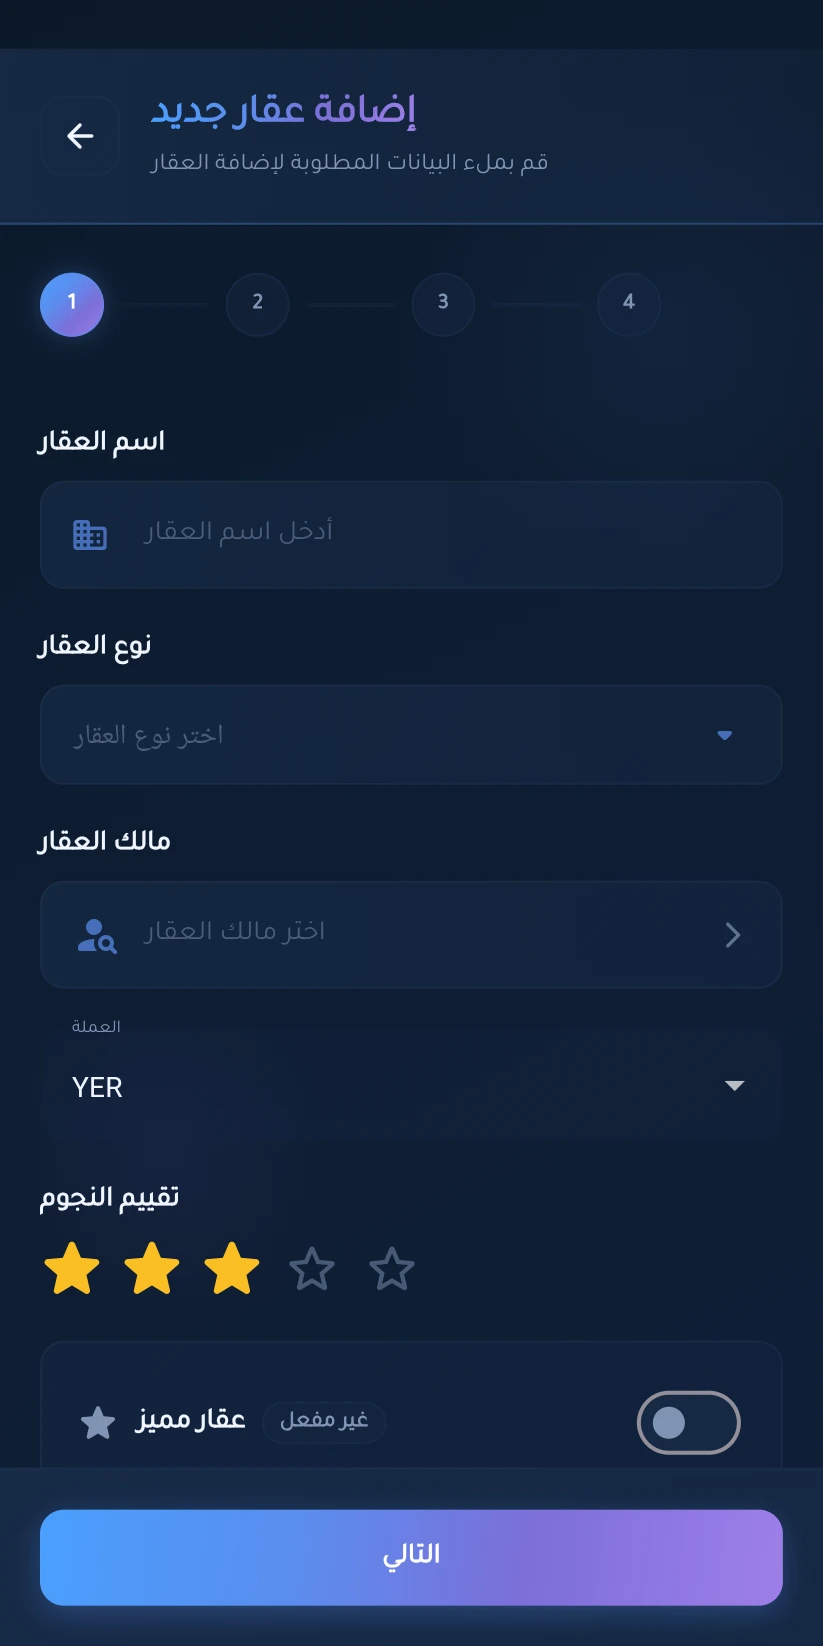 إضافة عقار جديد
قم بملء البيانات المطلوبة لإضافة العقار
1 2 3 4
اسم العقار
أدخل اسم العقار
نوع العقار
اختر نوع العقار
مالك العقار
اختر مالك العقار
العملة
YER
تقييم النجوم
عقار مميز غير مفعل
التالي